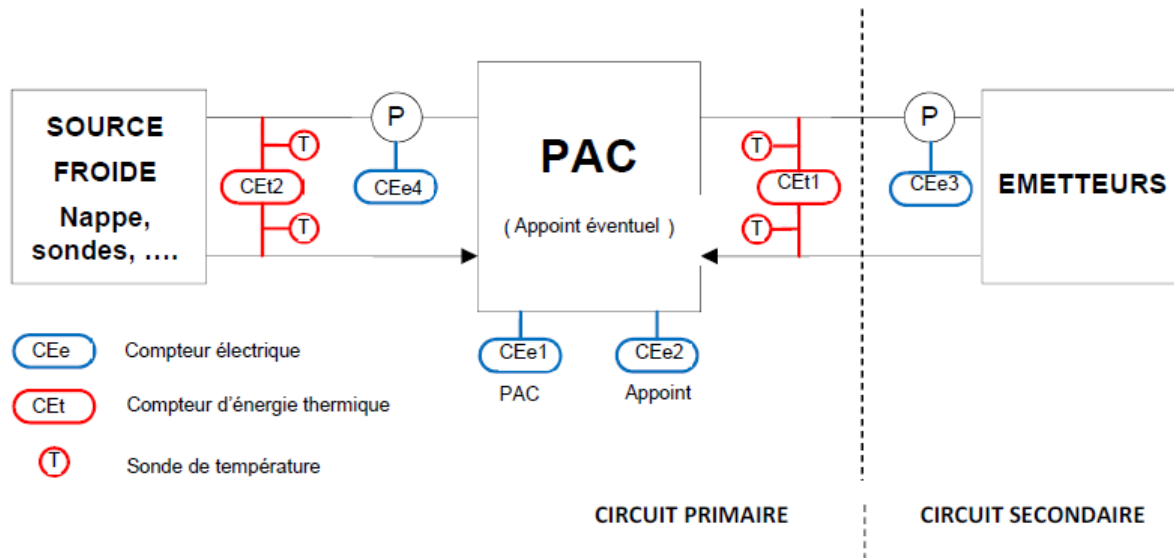 SOURCE
FROIDE
Nappe,
sondes, ....
T
CEt2
T
P
CEe4
PAC
( Appoint éventuel )
T
CEt1
T
P
CEe3
EMETTEURS
CEe1
PAC
CEe2
Appoint
CEe Compteur électrique
CEt Compteur d'énergie thermique
T Sonde de température
CIRCUIT PRIMAIRE
CIRCUIT SECONDAIRE